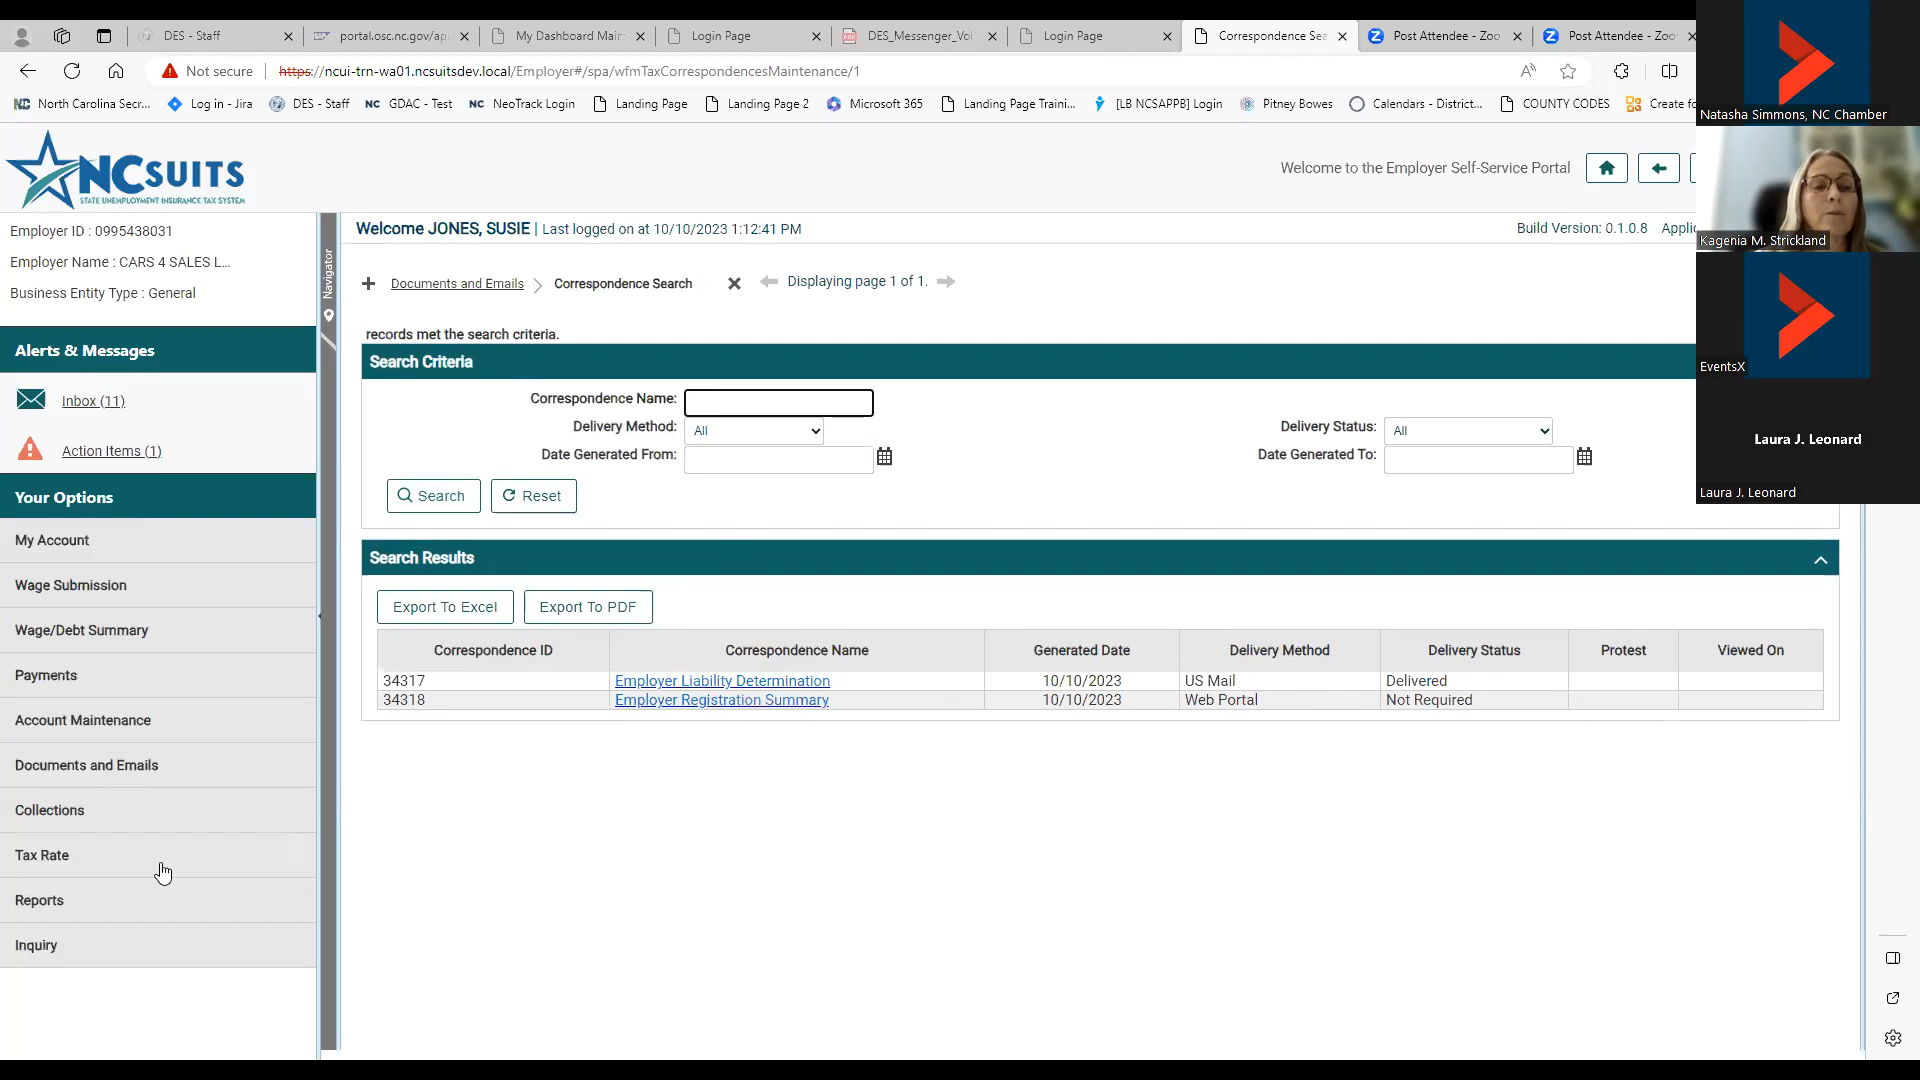 DES - Staff
portal.osc.nc.gov/ap
My Dashboard Main
Login Page
DES_Messenger_Vol
Login Page
Correspondence Sea
Post Attendee - Zoo
Post Attendee - Zoo
Not secure
https://ncui-trn-wa01.ncsuitsdev.local/Employer#/spa/wfmTaxCorrespondencesMaintenance/1
North Carolina Secr...
Log in - Jira
DES - Staff
GDAC - Test
NeoTrack Login
Landing Page
Landing Page 2
Microsoft 365
Landing Page Traini...
[LB NCSAPPB] Login
Pitney Bowes
Calendars - District...
COUNTY CODES
Create fo
Natasha Simmons, NC Chamber
Kagenia M. Strickland
EventsX
Laura J. Leonard
Laura J. Leonard
NCSUITS
STATE UNEMPLOYMENT INSURANCE TAX SYSTEM
Welcome to the Employer Self-Service Portal
Employer ID : 0995438031
Employer Name : CARS 4 SALES L...
Business Entity Type : General
Alerts & Messages
Inbox (11)
Action Items (1)
Your Options
My Account
Wage Submission
Wage/Debt Summary
Payments
Account Maintenance
Documents and Emails
Collections
Tax Rate
Reports
Inquiry
Navigator
Welcome JONES, SUSIE | Last logged on at 10/10/2023 1:12:41 PM
Build Version: 0.1.0.8 Applic
Documents and Emails
Correspondence Search
Displaying page 1 of 1.
records met the search criteria.
Search Criteria
Correspondence Name:
Delivery Method: All
Delivery Status: All
Date Generated From:
Date Generated To:
Search
Reset
Search Results
Export To Excel
Export To PDF
Correspondence ID Correspondence Name Generated Date Delivery Method Delivery Status Protest Viewed On
34317 Employer Liability Determination 10/10/2023 US Mail Delivered
34318 Employer Registration Summary 10/10/2023 Web Portal Not Required